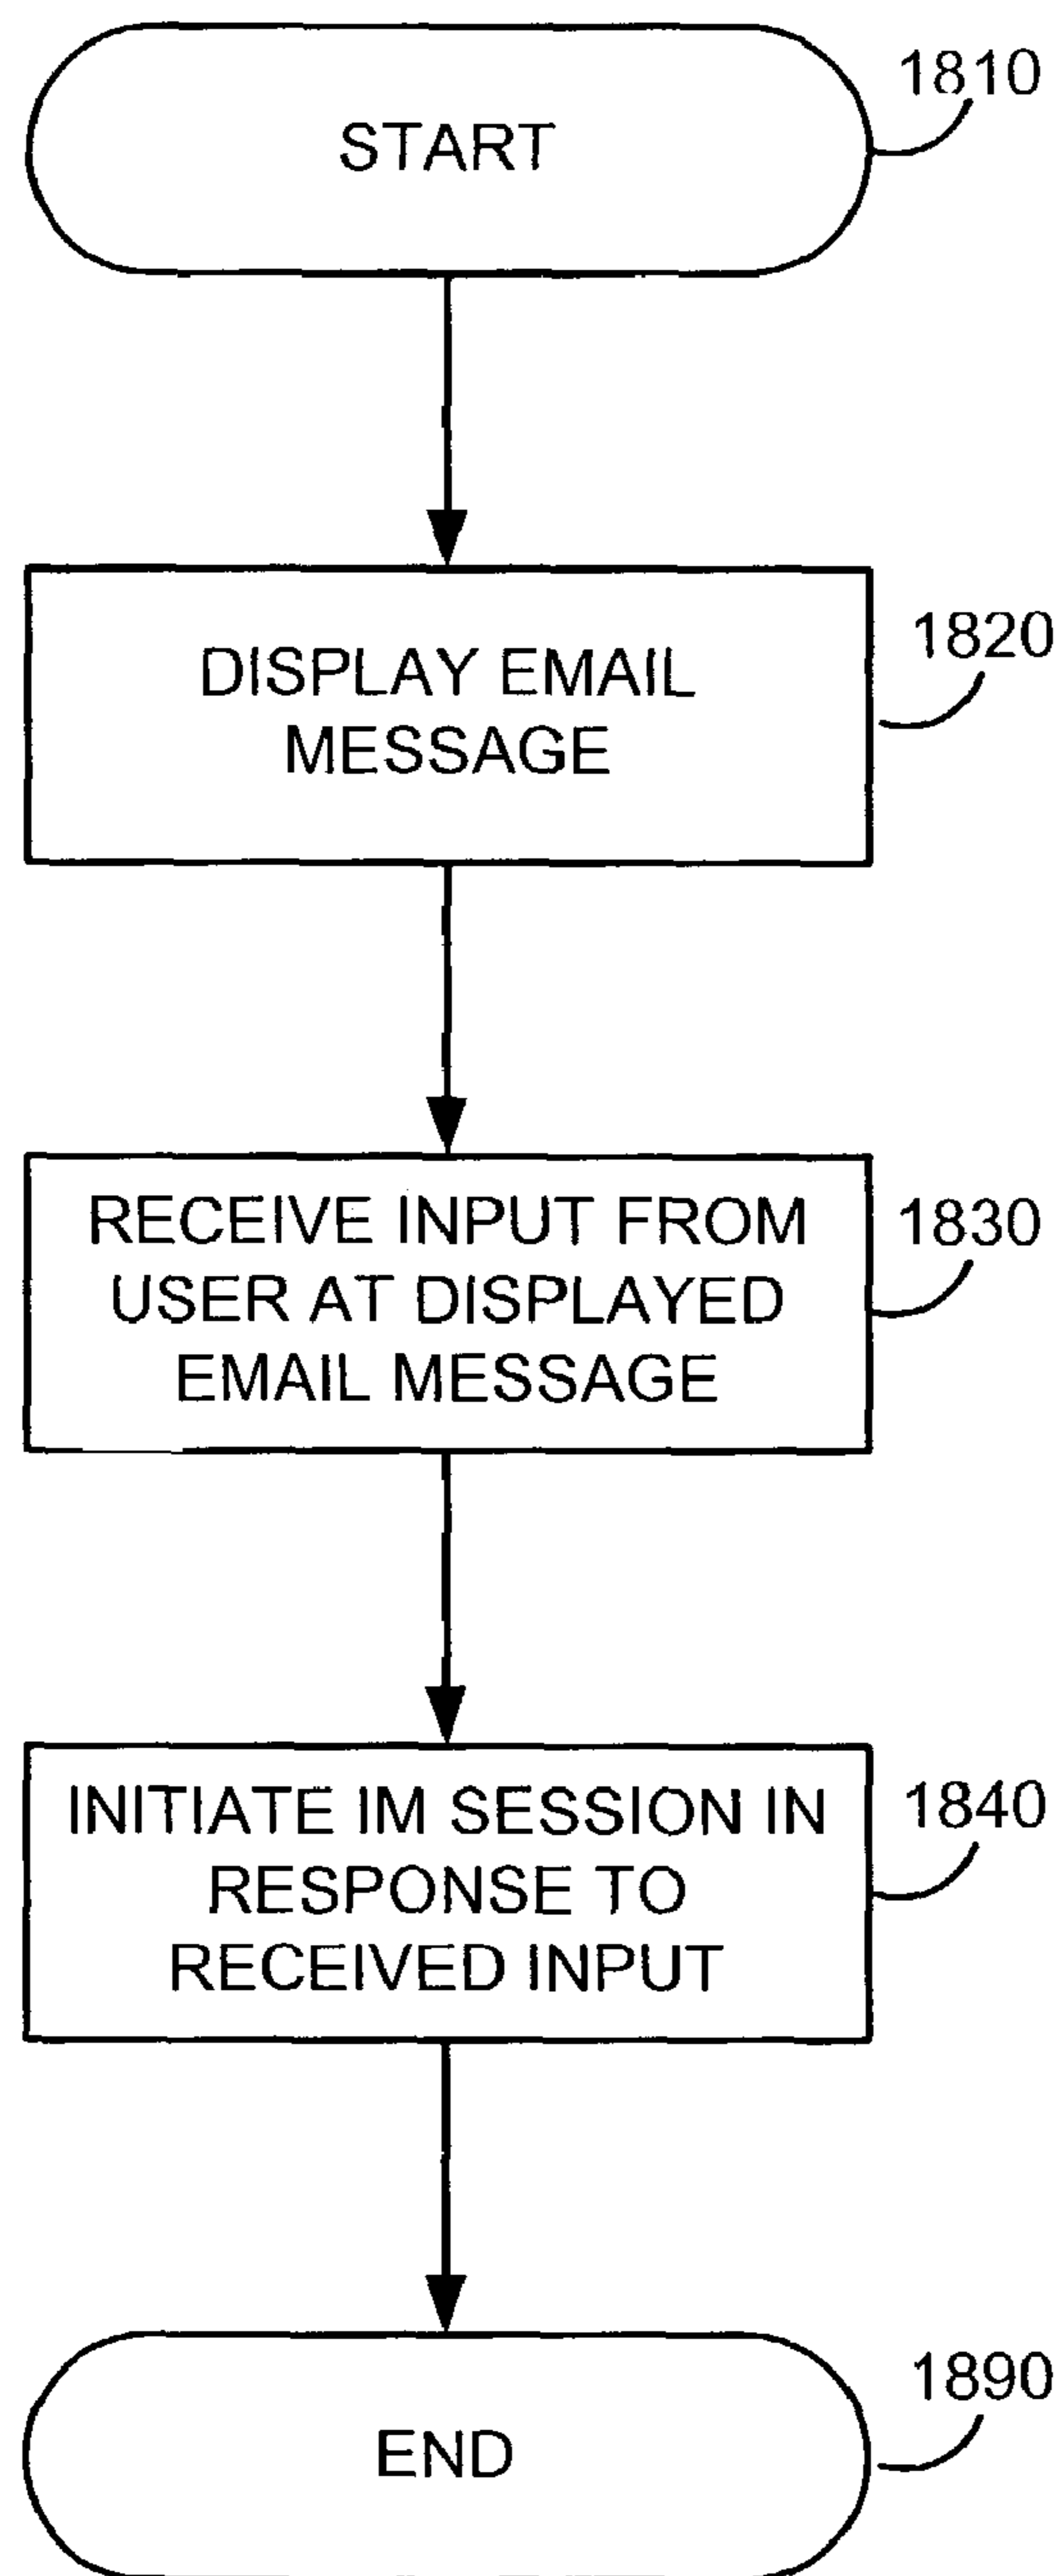 1810
START
1820
DISPLAY EMAIL
MESSAGE
1830
RECEIVE INPUT FROM
USER AT DISPLAYED
EMAIL MESSAGE
1840
INITIATE IM SESSION IN
RESPONSE TO
RECEIVED INPUT
1890
END